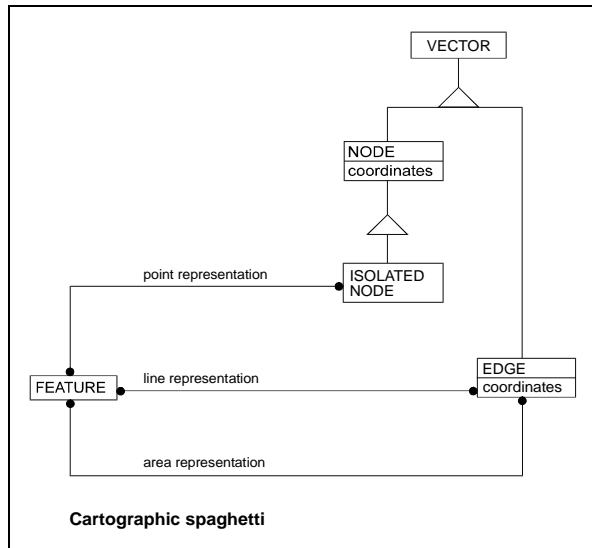 VECTOR
NODE
coordinates
point representation
ISOLATED
NODE
FEATURE
line representation
EDGE
coordinates
area representation
Cartographic spaghetti